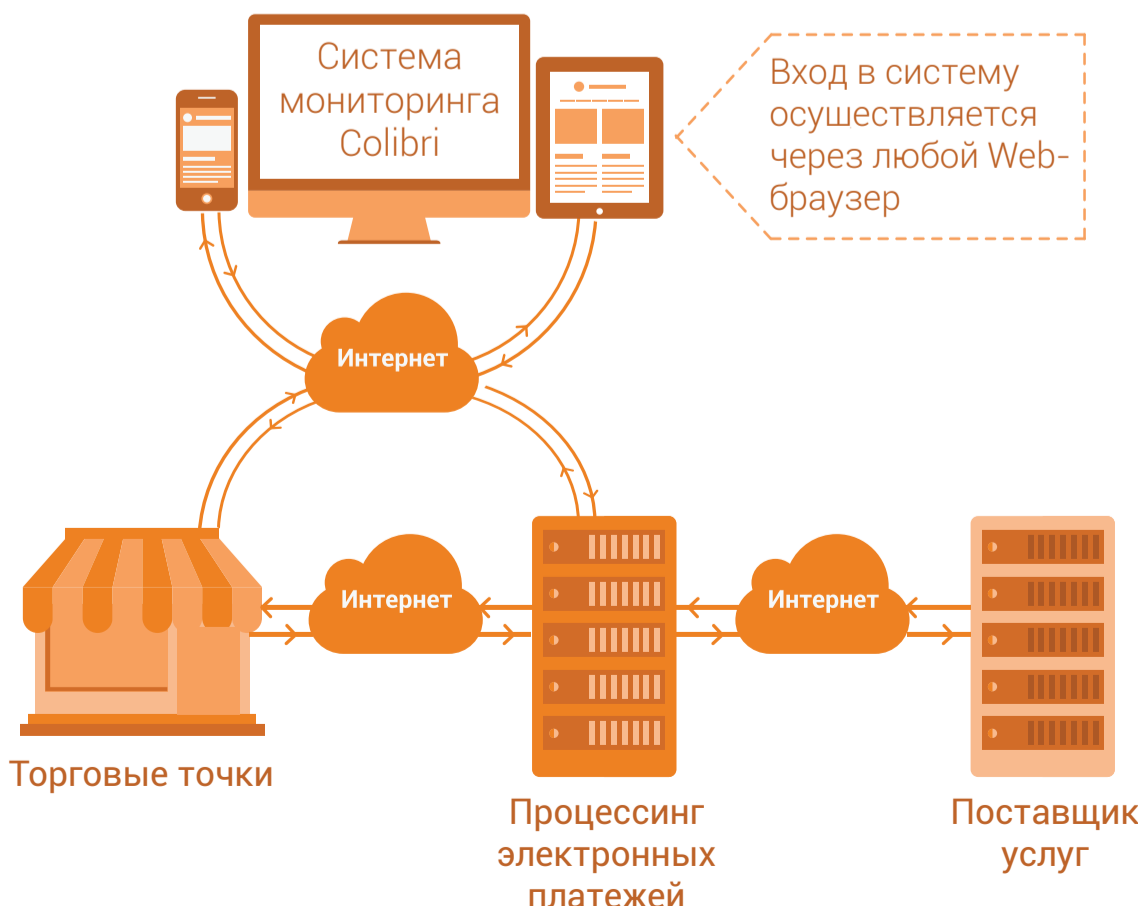 Система
мониторинга
Colibri
Вход в систему
осушествляется
через любой Web-
браузер
Интернет
Интернет
Интернет
Торговые точки
Процессинг
электронных
платежей
Поставщик
услуг